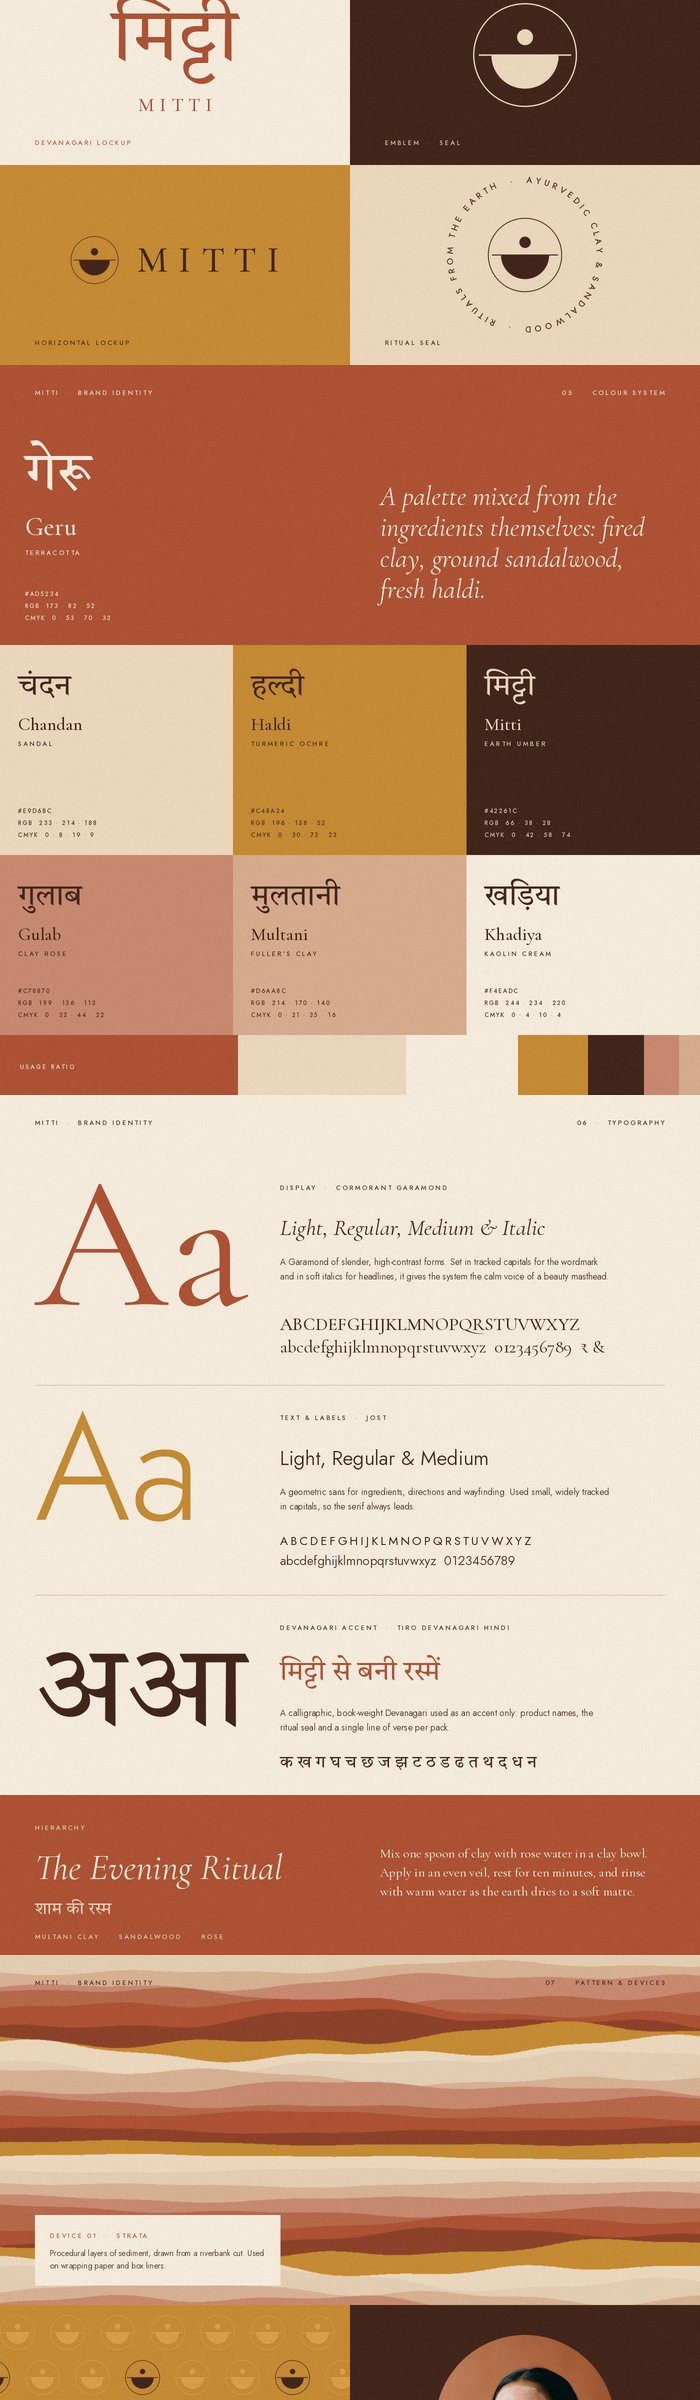 मिट्टी
MITTI
DEVANAGARI LOCKUP
EMBLEM · SEAL
MITTI
HORIZONTAL LOCKUP
RITUALS FROM THE EARTH · AYURVEDIC CLAY & SANDALWOOD ·
RITUAL SEAL
MITTI · BRAND IDENTITY
05 · COLOUR SYSTEM
गेरू
Geru
TERRACOTTA
#AD5234
RGB 173 · 82 · 52
CMYK 0 · 53 · 70 · 32
A palette mixed from the
ingredients themselves: fired
clay, ground sandalwood,
fresh haldi.
चंदन
Chandan
SANDAL
#E9D6BC
RGB 233 · 214 · 188
CMYK 0 · 8 · 19 · 9
हल्दी
Haldi
TURMERIC OCHRE
#C48A34
RGB 196 · 138 · 52
CMYK 0 · 30 · 73 · 23
मिट्टी
Mitti
EARTH UMBER
#42261C
RGB 66 · 38 · 28
CMYK 0 · 42 · 58 · 74
गुलाब
Gulab
CLAY ROSE
#C78870
RGB 199 · 136 · 112
CMYK 0 · 32 · 44 · 22
मुलतानी
Multani
FULLER'S CLAY
#D6AA8C
RGB 214 · 170 · 140
CMYK 0 · 21 · 35 · 16
खड़िया
Khadiya
KAOLIN CREAM
#F4EADC
RGB 244 · 234 · 220
CMYK 0 · 4 · 10 · 4
USAGE RATIO
MITTI · BRAND IDENTITY
06 · TYPOGRAPHY
Aa
DISPLAY · CORMORANT GARAMOND
Light, Regular, Medium & Italic
A Garamond of slender, high-contrast forms. Set in tracked capitals for the wordmark
and in soft italics for headlines, it gives the system the calm voice of a beauty masthead.
ABCDEFGHIJKLMNOPQRSTUVWXYZ
abcdefghijklmnopqrstuvwxyz 0123456789 ₹ &
Aa
TEXT & LABELS · JOST
Light, Regular & Medium
A geometric sans for ingredients, directions and wayfinding. Used small, widely tracked
in capitals, so the serif always leads.
ABCDEFGHIJKLMNOPQRSTUVWXYZ
abcdefghijklmnopqrstuvwxyz 0123456789
अआ
DEVANAGARI ACCENT · TIRO DEVANAGARI HINDI
मिट्टी से बनी रस्में
A calligraphic, book-weight Devanagari used as an accent only: product names, the
ritual seal and a single line of verse per pack.
क ख ग घ च छ ज झ ट ठ ड ढ त थ द ध न
HIERARCHY
The Evening Ritual
शाम की रस्म
MULTANI CLAY · SANDALWOOD · ROSE
Mix one spoon of clay with rose water in a clay bowl.
Apply in an even veil, rest for ten minutes, and rinse
with warm water as the earth dries to a soft matte.
MITTI · BRAND IDENTITY
07 · PATTERN & DEVICES
DEVICE 01 · STRATA
Procedural layers of sediment, drawn from a riverbank cut. Used
on wrapping paper and box liners.